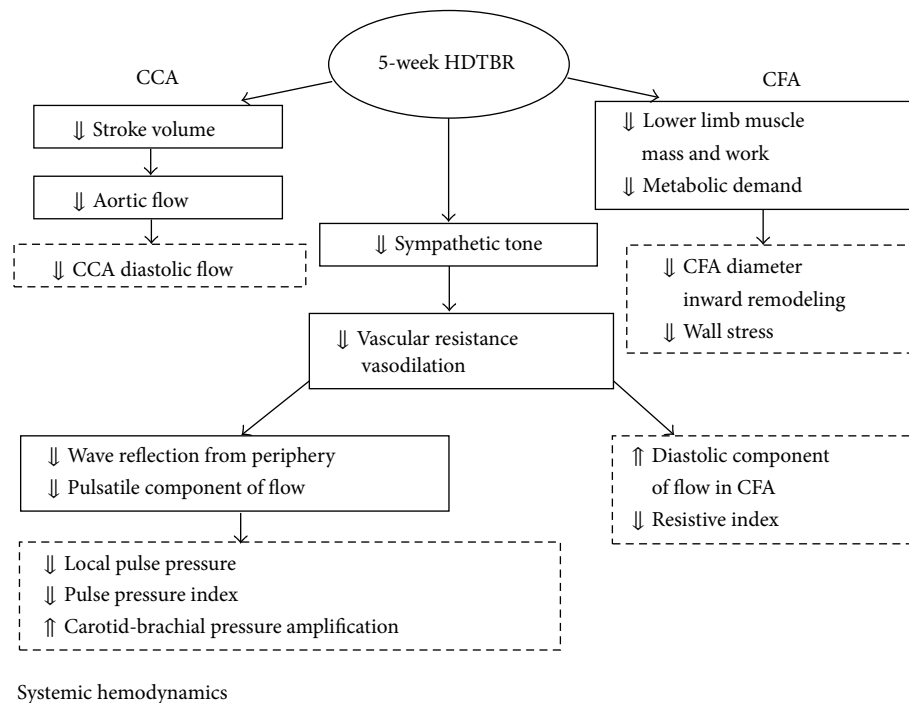 5-week HDTBR
CCA
⇓ Stroke volume
⇓ Aortic flow
⇓ CCA diastolic flow
⇓ Sympathetic tone
CFA
⇓ Lower limb muscle
mass and work
⇓ Metabolic demand
⇓ CFA diameter
inward remodeling
⇓ Wall stress
⇓ Vascular resistance
vasodilation
⇓ Wave reflection from periphery
⇓ Pulsatile component of flow
⇑ Diastolic component
of flow in CFA
⇓ Resistive index
⇓ Local pulse pressure
⇓ Pulse pressure index
⇑ Carotid-brachial pressure amplification
Systemic hemodynamics